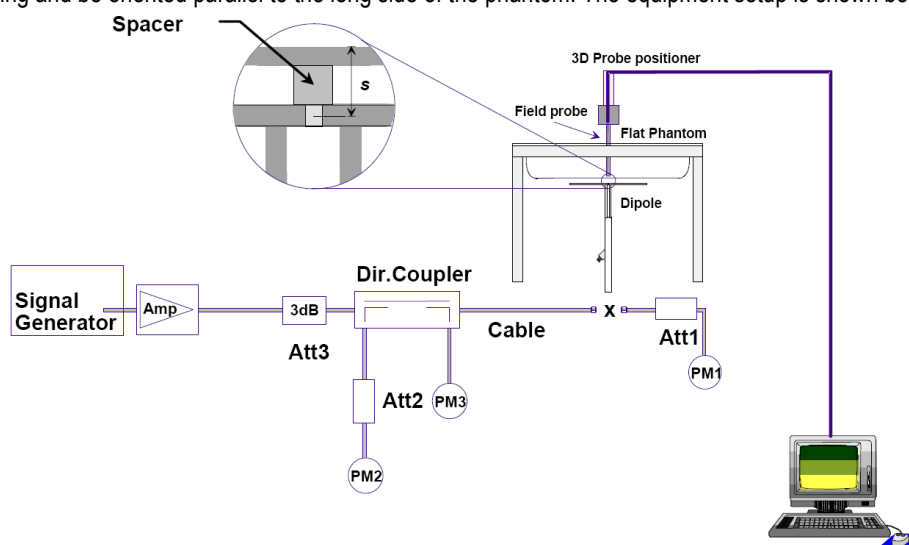 ing and be oriented parallel to the long side of the phantom. The equipment setup is shown be
Spacer
s
3D Probe positioner
Field probe
Flat Phantom
Dipole
Signal
Generator
Amp
3dB
Att3
Dir.Coupler
Cable
X
Att1
PM1
Att2
PM3
PM2